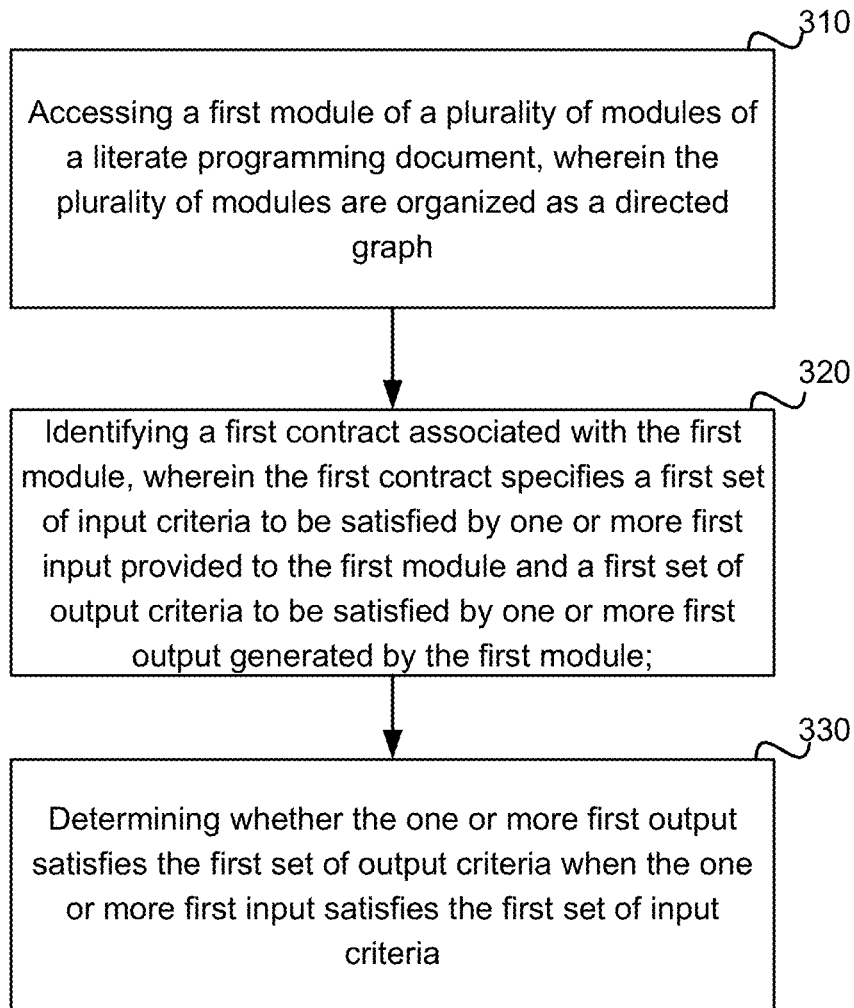 310
Accessing a first module of a plurality of modules of
a literate programming document, wherein the
plurality of modules are organized as a directed
graph
320
Identifying a first contract associated with the first
module, wherein the first contract specifies a first set
of input criteria to be satisfied by one or more first
input provided to the first module and a first set of
output criteria to be satisfied by one or more first
output generated by the first module;
330
Determining whether the one or more first output
satisfies the first set of output criteria when the one
or more first input satisfies the first set of input
criteria